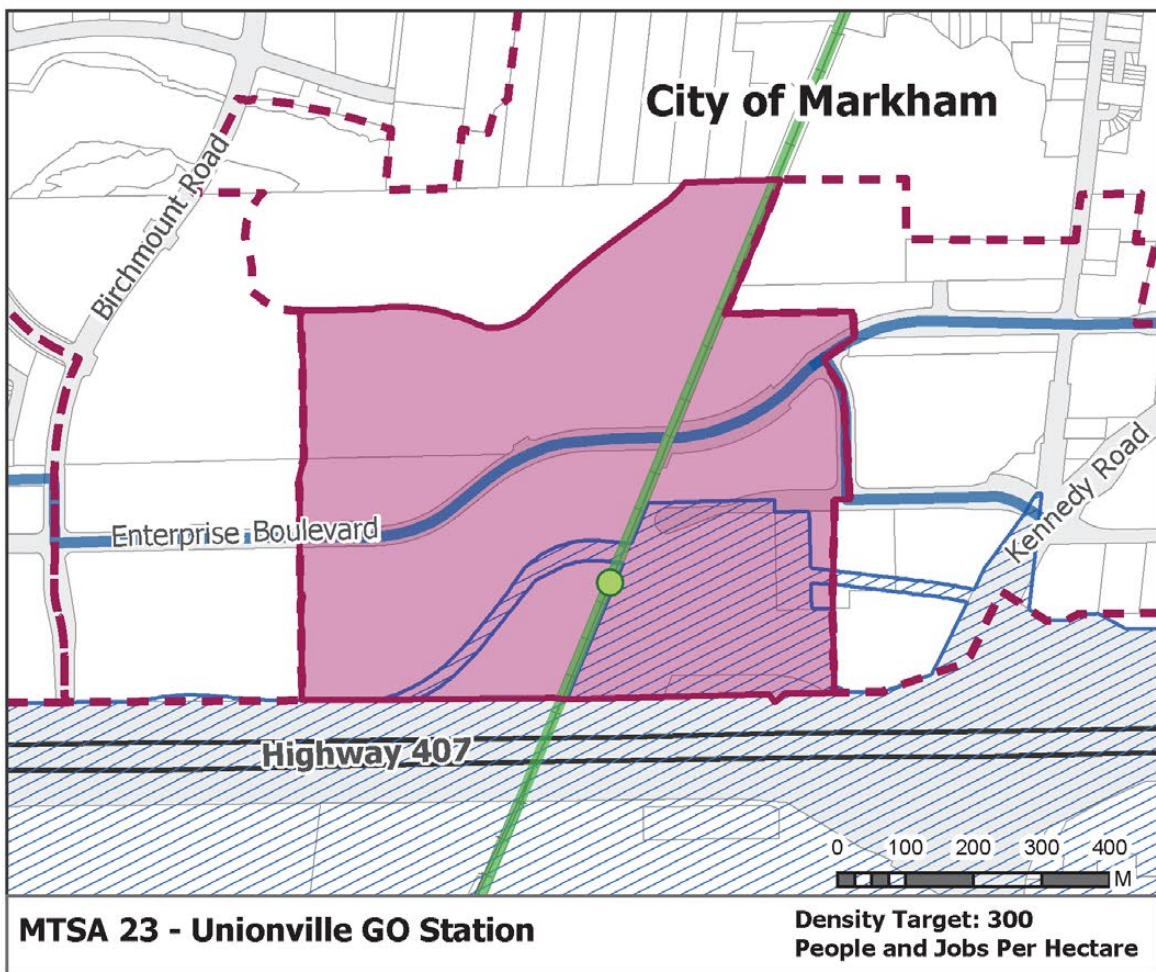 City of Markham
Birchmount Road
Enterprise Boulevard
Kennedy Road
Highway 407
0 100 200 300 400
M
MTSA 23 - Unionville GO Station
Density Target: 300
People and Jobs Per Hectare